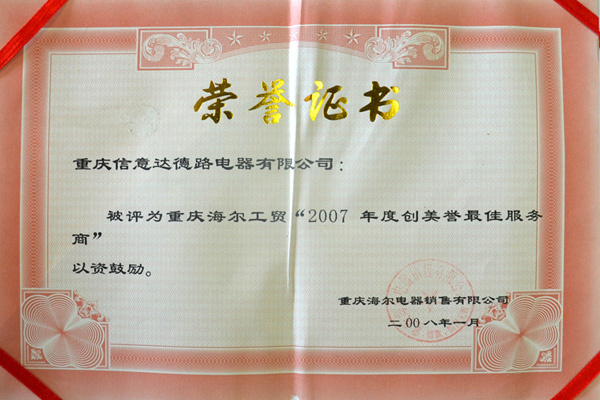 荣誉证书
重庆信意达德路电器有限公司：
被评为重庆海尔工贸“2007 年度创美誉最佳服务
商”
以资鼓励。
重庆海尔电器销售有限公司
二00八年一月